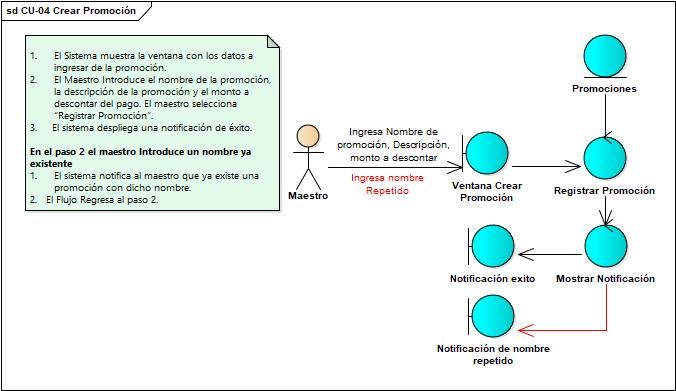 sd CU-04 Crear Promoción
1. El Sistema muestra la ventana con los datos a
ingresar de la promoción.
2. El Maestro Introduce el nombre de la promoción,
la descripción de la promoción y el monto a
descontar del pago. El maestro selecciona
“Registrar Promoción”.
3. El sistema despliega una notificación de éxito.
En el paso 2 el maestro Introduce un nombre ya
existente
1. El sistema notifica al maestro que ya existe una
promoción con dicho nombre.
2. El Flujo Regresa al paso 2.
Maestro
Ingresa Nombre de
promoción, Descripción,
monto a descontar
Ingresa nombre
Repetido
Ventana Crear
Promoción
Promociones
Registrar Promoción
Notificación exito
Mostrar Notificación
Notificación de nombre
repetido